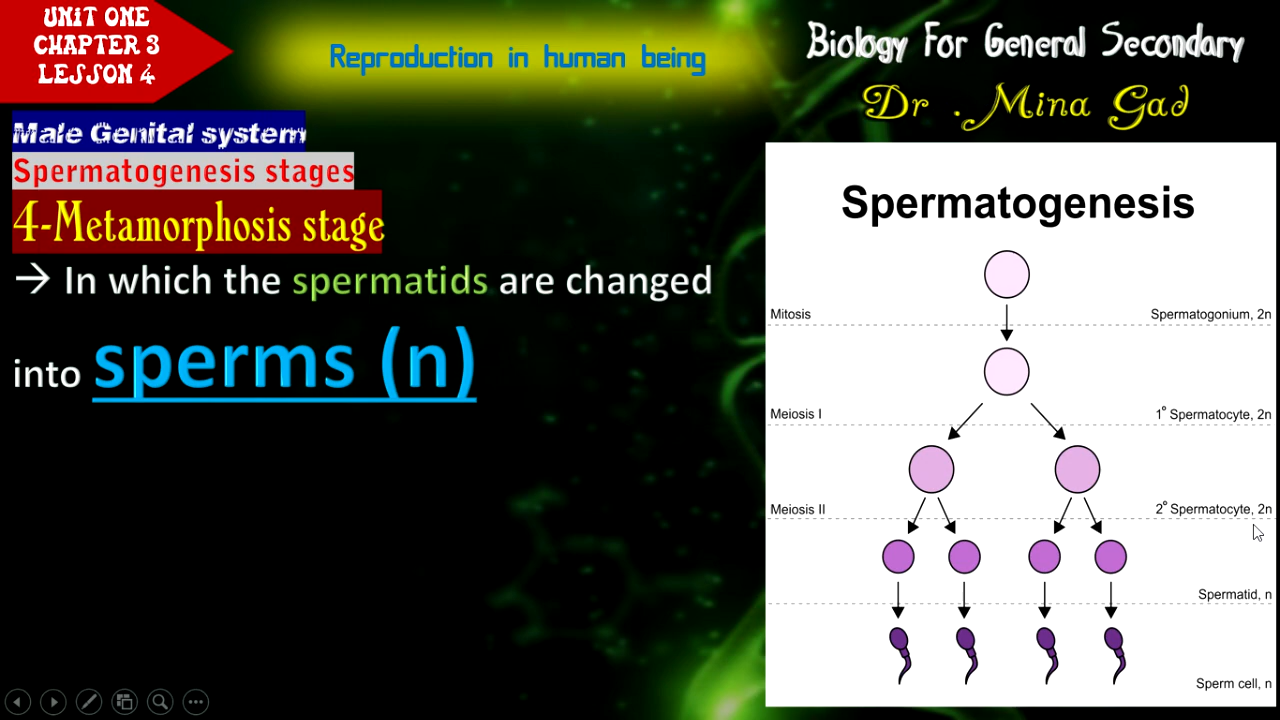 UNIT ONE
CHAPTER 3
LESSON 4
Reproduction in human being
Biology For General Secondary
Dr . Mina Gad
Male Genital system
Spermatogenesis stages
4-Metamorphosis stage
→ In which the spermatids are changed
into sperms (n)
Spermatogenesis
Mitosis
Spermatogonium, 2n
Meiosis I
1° Spermatocyte, 2n
Meiosis II
2° Spermatocyte, 2n
Spermatid, n
Sperm cell, n